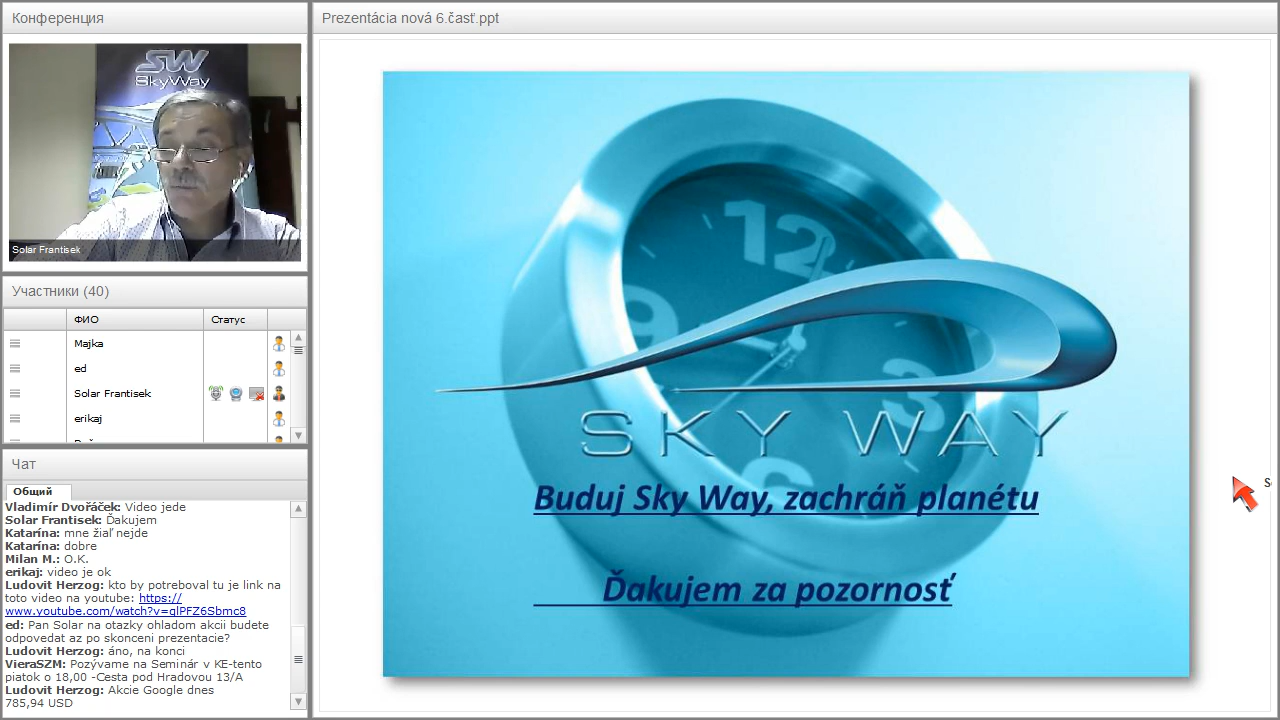 Конференция
SW
SkyWay
Solar Frantisek
Участники (40)
ФИО
Статус
Majka
ed
Solar Frantisek
erikaj
Чат
Общий
Vladimír Dvořáček: Video jede
Solar Frantisek: Ďakujem
Katarína: mne žiaľ nejde
Katarína: dobre
Milan M.: O.K.
erikaj: video je ok
Ludovit Herzog: kto by potreboval tu je link na
toto video na youtube: https://
www.youtube.com/watch?v=qlPFZ6Sbmc8
ed: Pan Solar na otazky ohladom akcii budete
odpovedat az po skonceni prezentacie?
Ludovit Herzog: áno, na konci
VieraSZM: Pozývame na Seminár v KE-tento
piatok o 18,00 -Cesta pod Hradovou 13/A
Ludovit Herzog: Akcie Google dnes
785,94 USD
Prezentácia nová 6.časť.ppt
12
9
3
6
SKY WAY
Buduj Sky Way, zachráň planétu
Ďakujem za pozornosť